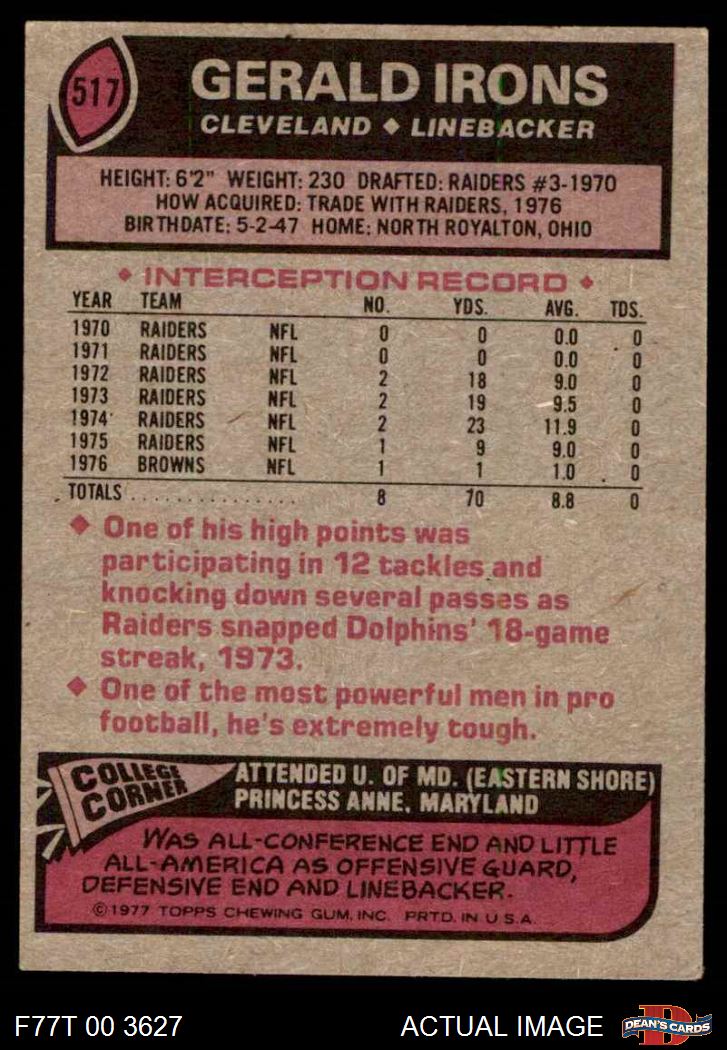 517
GERALD IRONS
CLEVELAND ◆ LINEBACKER
HEIGHT: 6'2" WEIGHT: 230 DRAFTED: RAIDERS #3-1970
HOW ACQUIRED: TRADE WITH RAIDERS, 1976
BIRTHDATE: 5-2-47 HOME: NORTH ROYALTON, OHIO
◆ INTERCEPTION RECORD ◆
YEAR TEAM NO. YDS. AVG. TDS.
1970 RAIDERS NFL 0 0 0.0 0
1971 RAIDERS NFL 0 0 0.0 0
1972 RAIDERS NFL 2 18 9.0 0
1973 RAIDERS NFL 2 19 9.5 0
1974 RAIDERS NFL 2 23 11.9 0
1975 RAIDERS NFL 1 9 9.0 0
1976 BROWNS NFL 1 1 1.0 0
TOTALS . . . . . . . . . . . . . . . 8 70 8.8 0
◆ One of his high points was
participating in 12 tackles and
knocking down several passes as
Raiders snapped Dolphins' 18-game
streak, 1973.
◆ One of the most powerful men in pro
football, he's extremely tough.
COLLEGE
CORNER
ATTENDED U. OF MD. (EASTERN SHORE)
PRINCESS ANNE, MARYLAND
WAS ALL-CONFERENCE END AND LITTLE
ALL-AMERICA AS OFFENSIVE GUARD,
DEFENSIVE END AND LINEBACKER.
©1977 TOPPS CHEWING GUM, INC. PRTD. IN U.S.A.
F77T 00 3627 ACTUAL IMAGE
D
DEAN'S CARDS